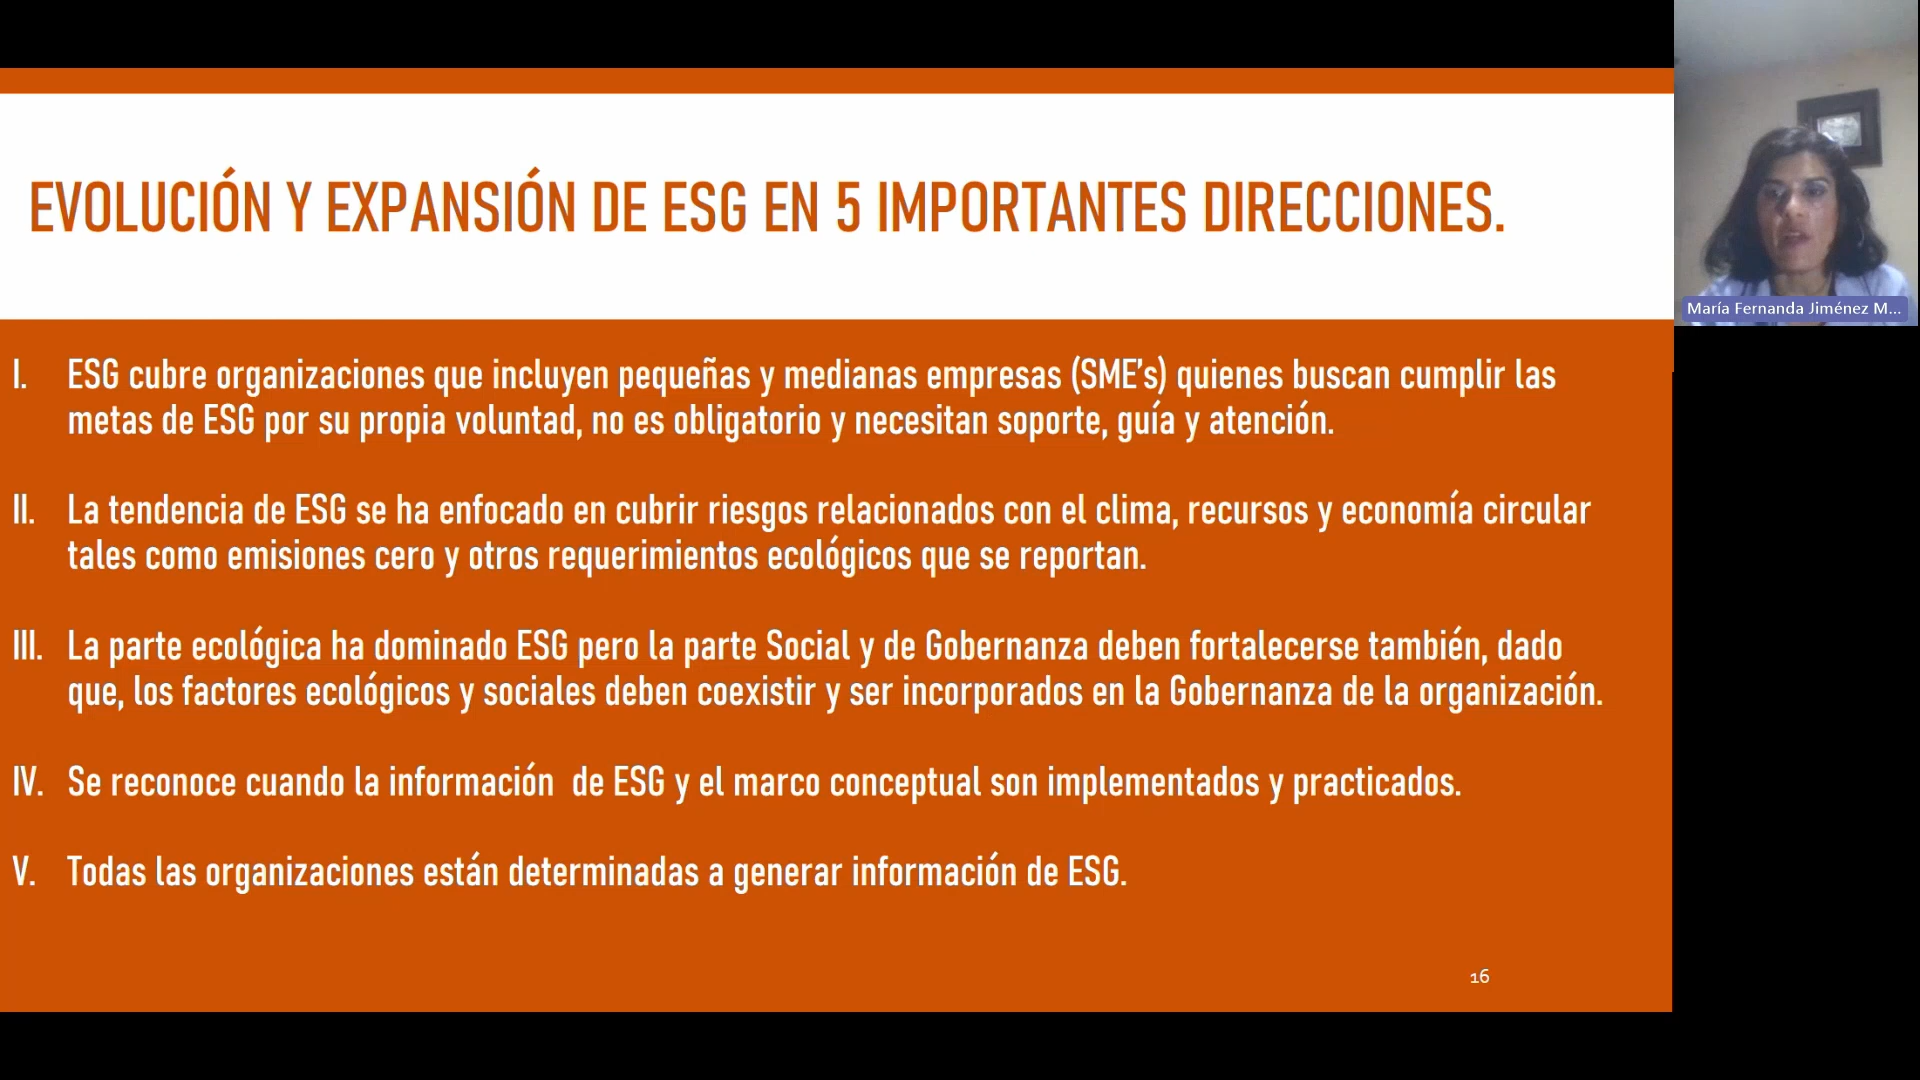 EVOLUCIÓN Y EXPANSIÓN DE ESG EN 5 IMPORTANTES DIRECCIONES.
María Fernanda Jiménez M...
I. ESG cubre organizaciones que incluyen pequeñas y medianas empresas (SME's) quienes buscan cumplir las
metas de ESG por su propia voluntad, no es obligatorio y necesitan soporte, guía y atención.
II. La tendencia de ESG se ha enfocado en cubrir riesgos relacionados con el clima, recursos y economía circular
tales como emisiones cero y otros requerimientos ecológicos que se reportan.
III. La parte ecológica ha dominado ESG pero la parte Social y de Gobernanza deben fortalecerse también, dado
que, los factores ecológicos y sociales deben coexistir y ser incorporados en la Gobernanza de la organización.
IV. Se reconoce cuando la información de ESG y el marco conceptual son implementados y practicados.
V. Todas las organizaciones están determinadas a generar información de ESG.
16